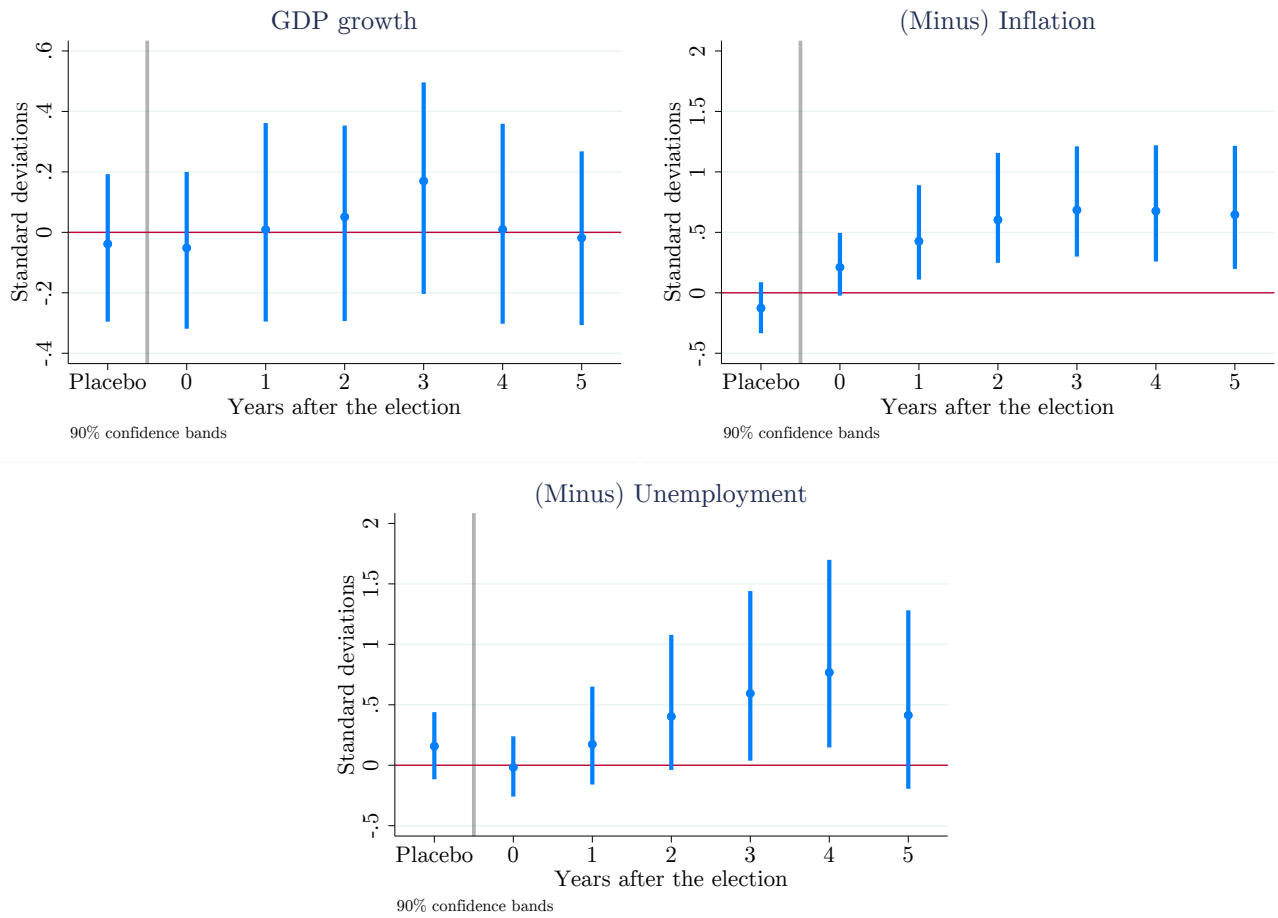 GDP growth
Standard deviations
.6
.4
.2
0
-.2
-.4
Placebo 0 1 2 3 4 5
Years after the election
90% confidence bands
(Minus) Inflation
Standard deviations
2
1.5
1
.5
0
-.5
Placebo 0 1 2 3 4 5
Years after the election
90% confidence bands
(Minus) Unemployment
Standard deviations
2
1.5
1
.5
0
-.5
Placebo 0 1 2 3 4 5
Years after the election
90% confidence bands